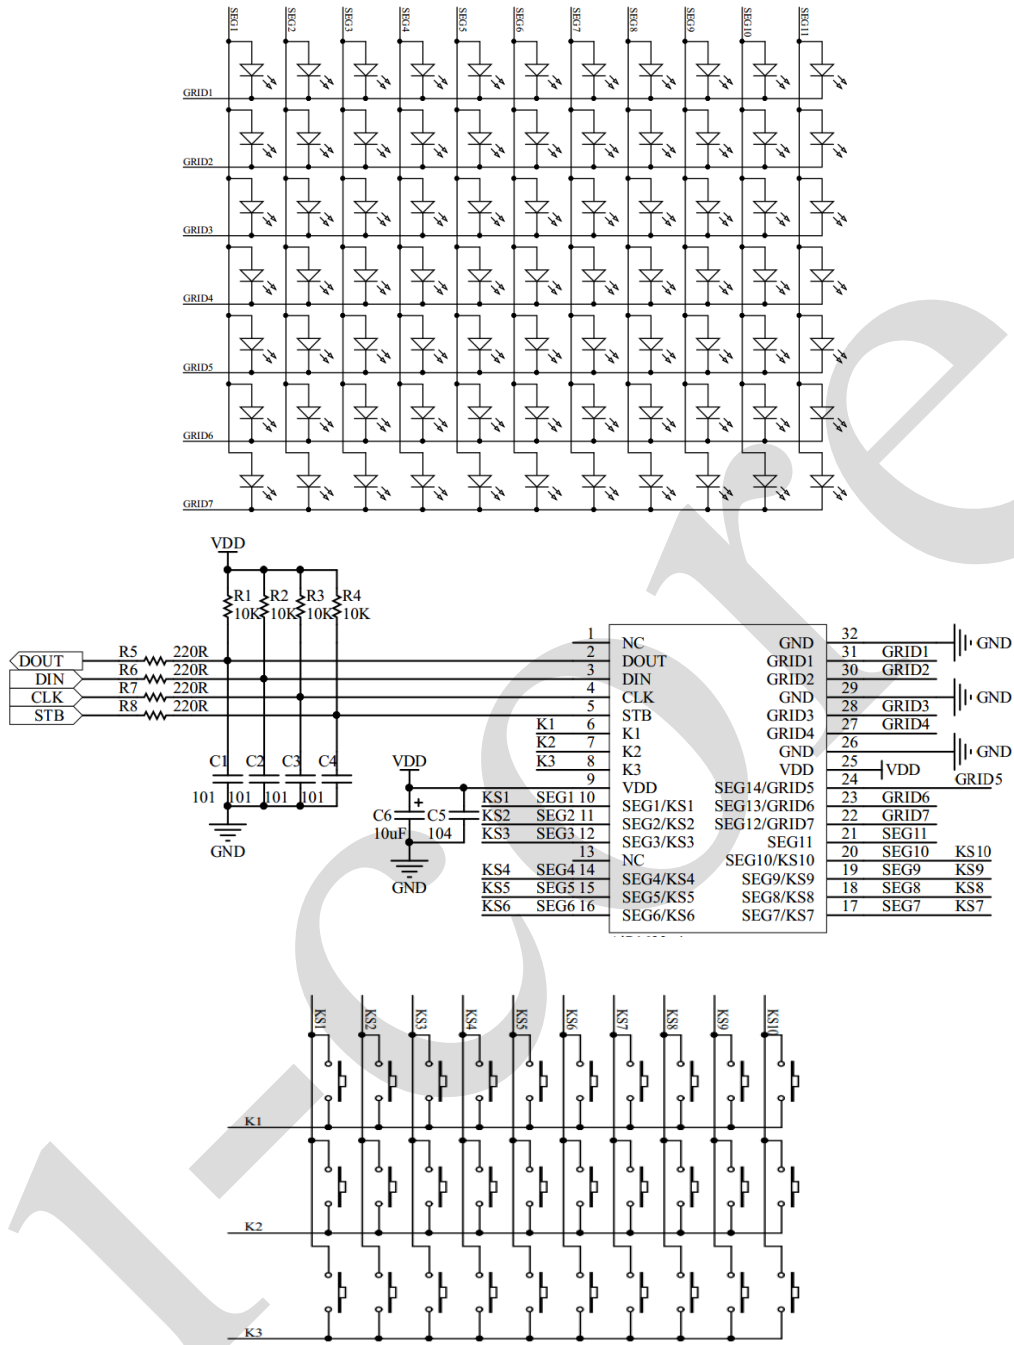 SEG1 SEG2 SEG3 SEG4 SEG5 SEG6 SEG7 SEG8 SEG9 SEG10 SEG11
GRID1
GRID2
GRID3
GRID4
GRID5
GRID6
GRID7
VDD
R1 R2 R3 R4
10K 10K 10K 10K
DOUT R5 220R
DIN R6 220R
CLK R7 220R
STB R8 220R
C1 C2 C3 C4
101 101 101 101
GND
VDD
C6 + C5
10uF 104
GND
1 NC GND 32 GND
2 DOUT GRID1 31 GRID1
3 DIN GRID2 30 GRID2
4 CLK GND 29 GND
5 STB GRID3 28 GRID3
K1 6 K1 GRID4 27 GRID4
K2 7 K2 GND 26 GND
K3 8 K3 VDD 25 VDD
9 VDD SEG14/GRID5 24 GRID5
KS1 SEG1 10 SEG1/KS1 SEG13/GRID6 23 GRID6
KS2 SEG2 11 SEG2/KS2 SEG12/GRID7 22 GRID7
KS3 SEG3 12 SEG3/KS3 SEG11 21 SEG11
13 NC SEG10/KS10 20 SEG10 KS10
KS4 SEG4 14 SEG4/KS4 SEG9/KS9 19 SEG9 KS9
KS5 SEG5 15 SEG5/KS5 SEG8/KS8 18 SEG8 KS8
KS6 SEG6 16 SEG6/KS6 SEG7/KS7 17 SEG7 KS7
KS1 KS2 KS3 KS4 KS5 KS6 KS7 KS8 KS9 KS10
K1
K2
K3